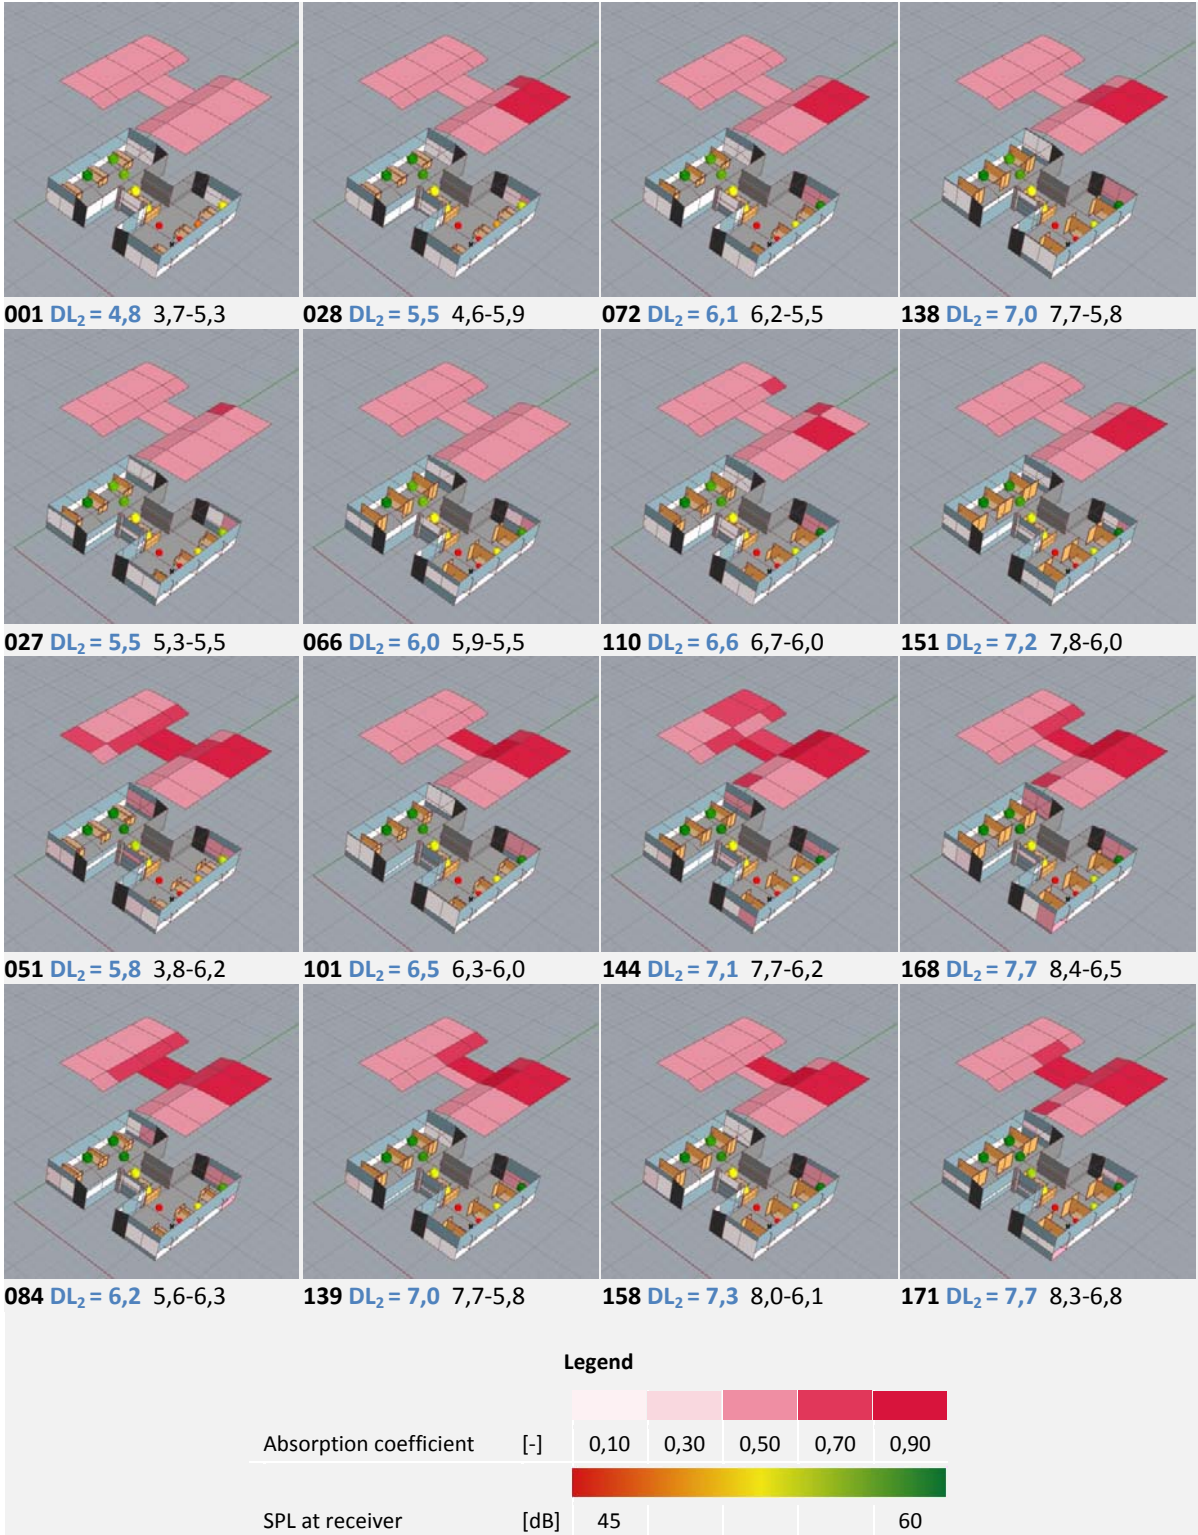 001 DL2 = 4,8 3,7-5,3
028 DL2 = 5,5 4,6-5,9
072 DL2 = 6,1 6,2-5,5
138 DL2 = 7,0 7,7-5,8
027 DL2 = 5,5 5,3-5,5
066 DL2 = 6,0 5,9-5,5
110 DL2 = 6,6 6,7-6,0
151 DL2 = 7,2 7,8-6,0
051 DL2 = 5,8 3,8-6,2
101 DL2 = 6,5 6,3-6,0
144 DL2 = 7,1 7,7-6,2
168 DL2 = 7,7 8,4-6,5
084 DL2 = 6,2 5,6-6,3
139 DL2 = 7,0 7,7-5,8
158 DL2 = 7,3 8,0-6,1
171 DL2 = 7,7 8,3-6,8
Legend
Absorption coefficient [-] 0,10 0,30 0,50 0,70 0,90
SPL at receiver [dB] 45 60